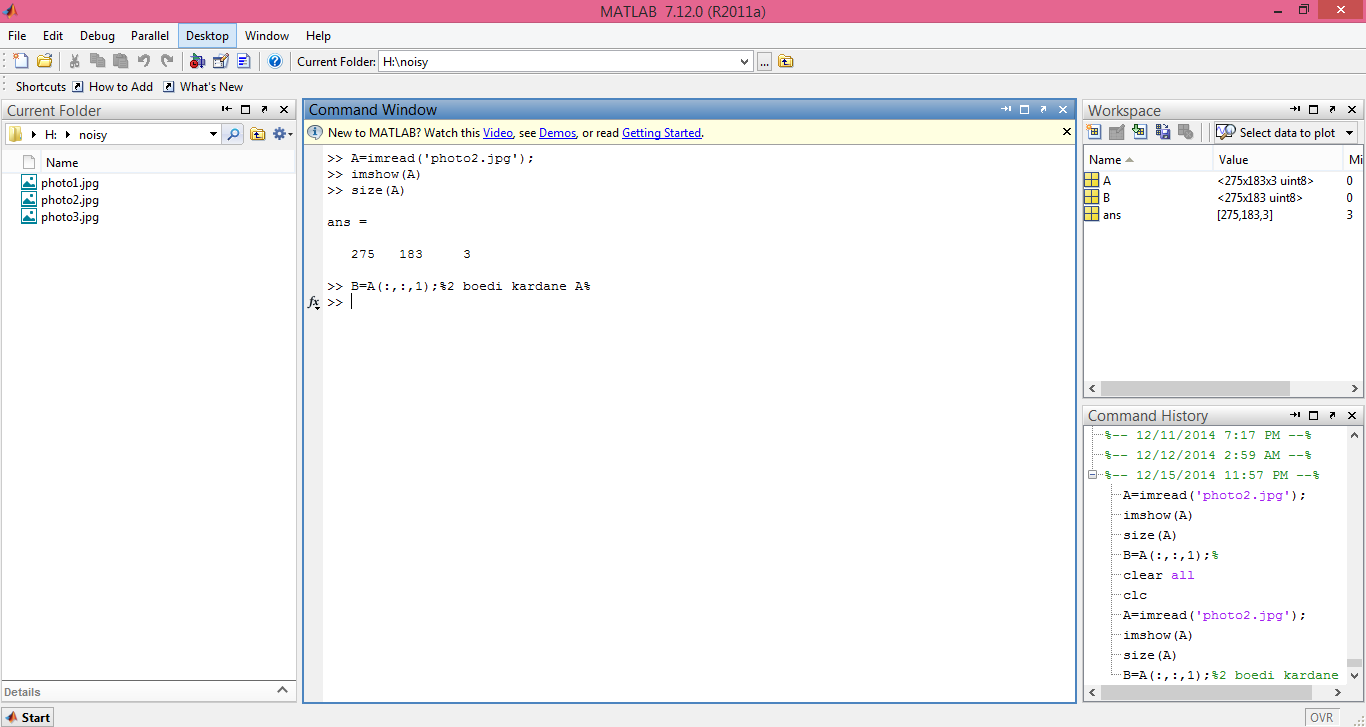 MATLAB 7.12.0 (R2011a)
File Edit Debug Parallel Desktop Window Help
Current Folder: H:\noisy ...
Shortcuts How to Add What's New
Current Folder
H: noisy
Name
photo1.jpg
photo2.jpg
photo3.jpg
Details
Command Window
New to MATLAB? Watch this Video, see Demos, or read Getting Started.
>> A=imread('photo2.jpg');
>> imshow(A)
>> size(A)
ans =
275 183 3
>> B=A(:,:,1);%2 boedi kardane A%
fx >>
Workspace
Select data to plot
Name Value Mi
A <275x183x3 uint8> 0
B <275x183 uint8> 0
ans [275,183,3] 3
Command History
%-- 12/11/2014 7:17 PM --%
%-- 12/12/2014 2:59 AM --%
%-- 12/15/2014 11:57 PM --%
A=imread('photo2.jpg');
imshow(A)
size(A)
B=A(:,:,1);%
clear all
clc
A=imread('photo2.jpg');
imshow(A)
size(A)
B=A(:,:,1);%2 boedi kardane
Start
OVR